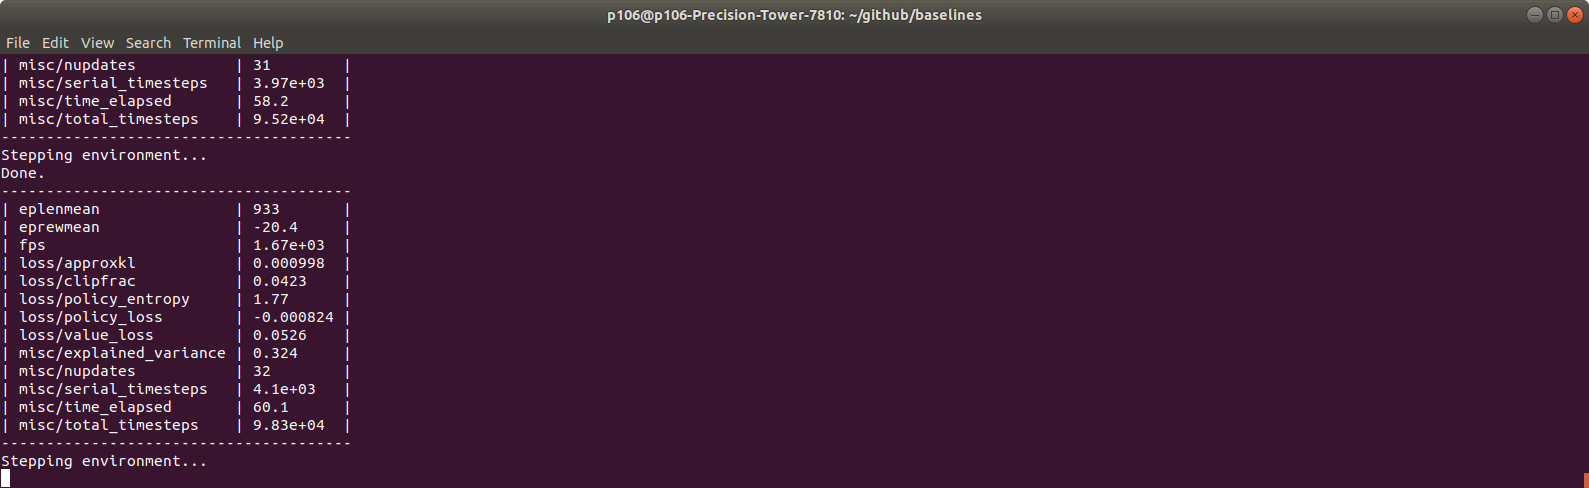 p106@p106-Precision-Tower-7810: ~/github/baselines
File Edit View Search Terminal Help
| misc/nupdates           | 31        |
| misc/serial_timesteps   | 3.97e+03  |
| misc/time_elapsed       | 58.2      |
| misc/total_timesteps    | 9.52e+04  |
---------------------------------------
Stepping environment...
Done.
---------------------------------------
| eplenmean               | 933       |
| eprewmean               | -20.4     |
| fps                     | 1.67e+03  |
| loss/approxkl           | 0.000998  |
| loss/clipfrac           | 0.0423    |
| loss/policy_entropy     | 1.77      |
| loss/policy_loss        | -0.000824 |
| loss/value_loss         | 0.0526    |
| misc/explained_variance | 0.324     |
| misc/nupdates           | 32        |
| misc/serial_timesteps   | 4.1e+03   |
| misc/time_elapsed       | 60.1      |
| misc/total_timesteps    | 9.83e+04  |
---------------------------------------
Stepping environment...